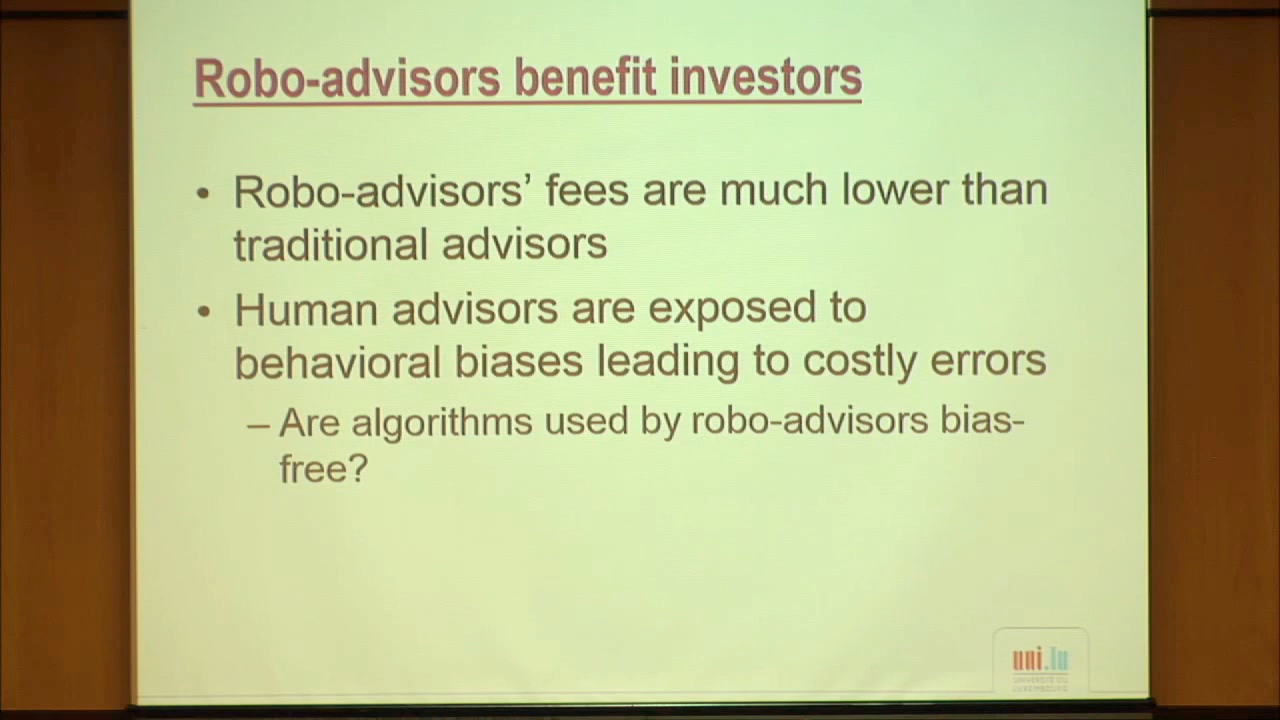 Robo-advisors benefit investors
• Robo-advisors’ fees are much lower than
traditional advisors
• Human advisors are exposed to
behavioral biases leading to costly errors
– Are algorithms used by robo-advisors bias-
free?
uni.lu
UNIVERSITÉ DU
LUXEMBOURG